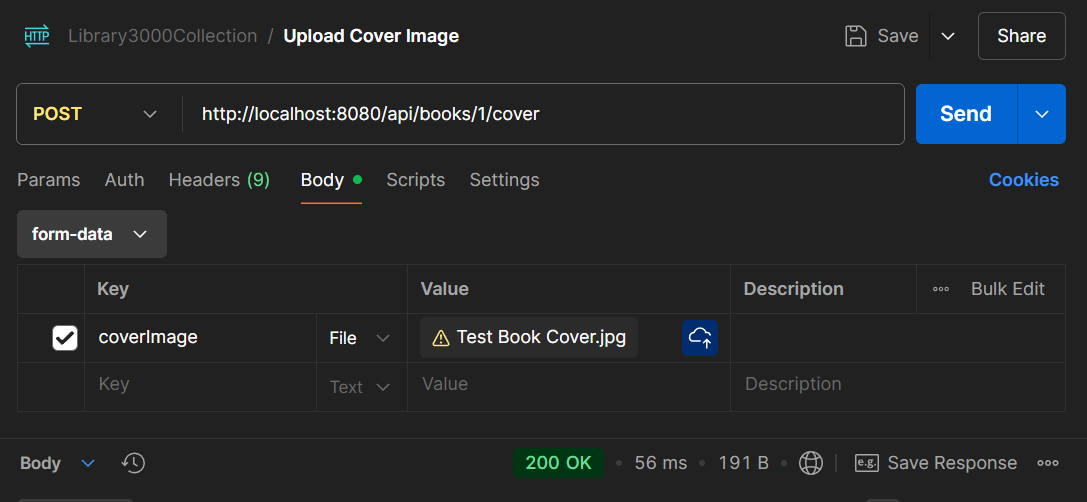 HTTP Library3000Collection / Upload Cover Image Save Share
POST http://localhost:8080/api/books/1/cover Send
Params Auth Headers (9) Body Scripts Settings Cookies
form-data
Key Value Description Bulk Edit
coverImage File Test Book Cover.jpg
Key Text Value Description
Body 200 OK • 56 ms • 191 B • e.g. Save Response